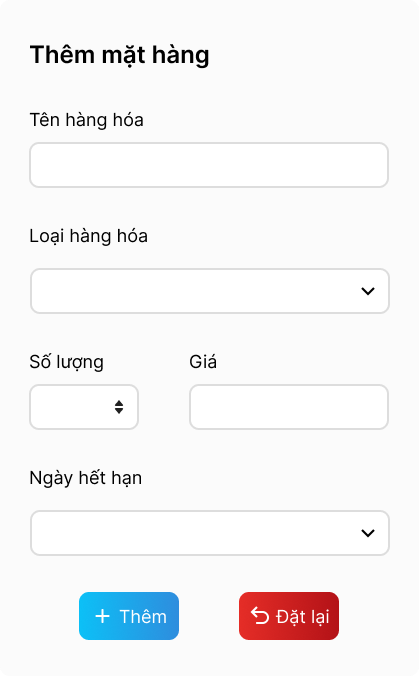 Thêm mặt hàng
Tên hàng hóa
Loại hàng hóa
Số lượng
Giá
Ngày hết hạn
Thêm
Đặt lại